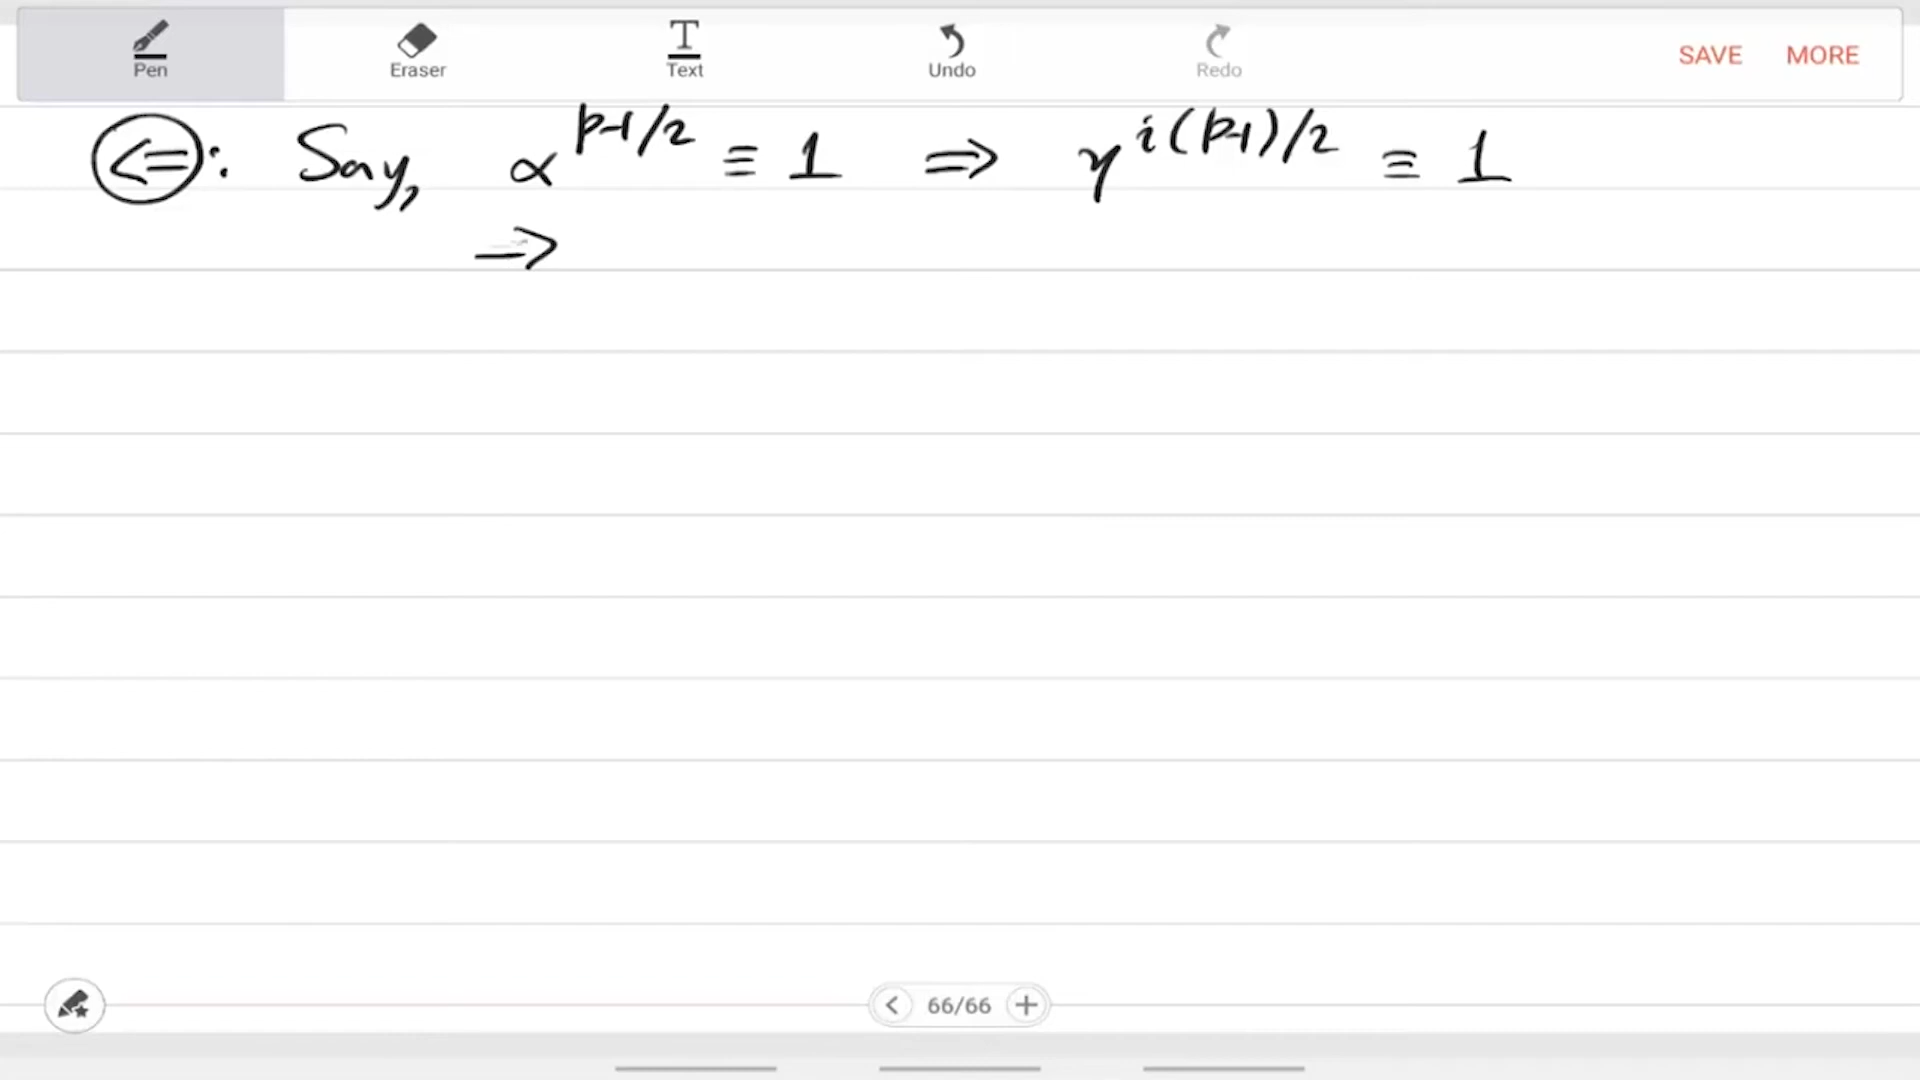 Pen Eraser Text Undo Redo SAVE MORE
(<=): Say, α^{p-1/2} ≡ 1 => γ^{i(p-1)/2} ≡ 1
=>
66/66